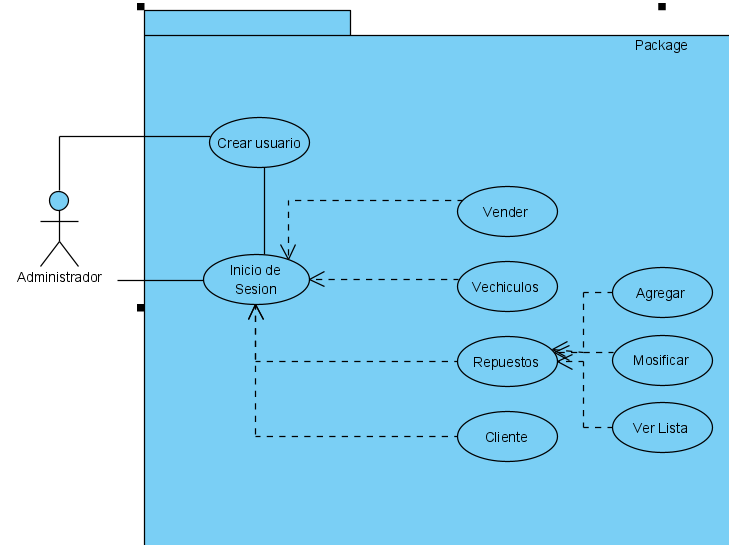 Package
Crear usuario
Vender
Administrador
Inicio de
Sesion
Vechiculos
Agregar
Repuestos
Mosificar
Cliente
Ver Lista